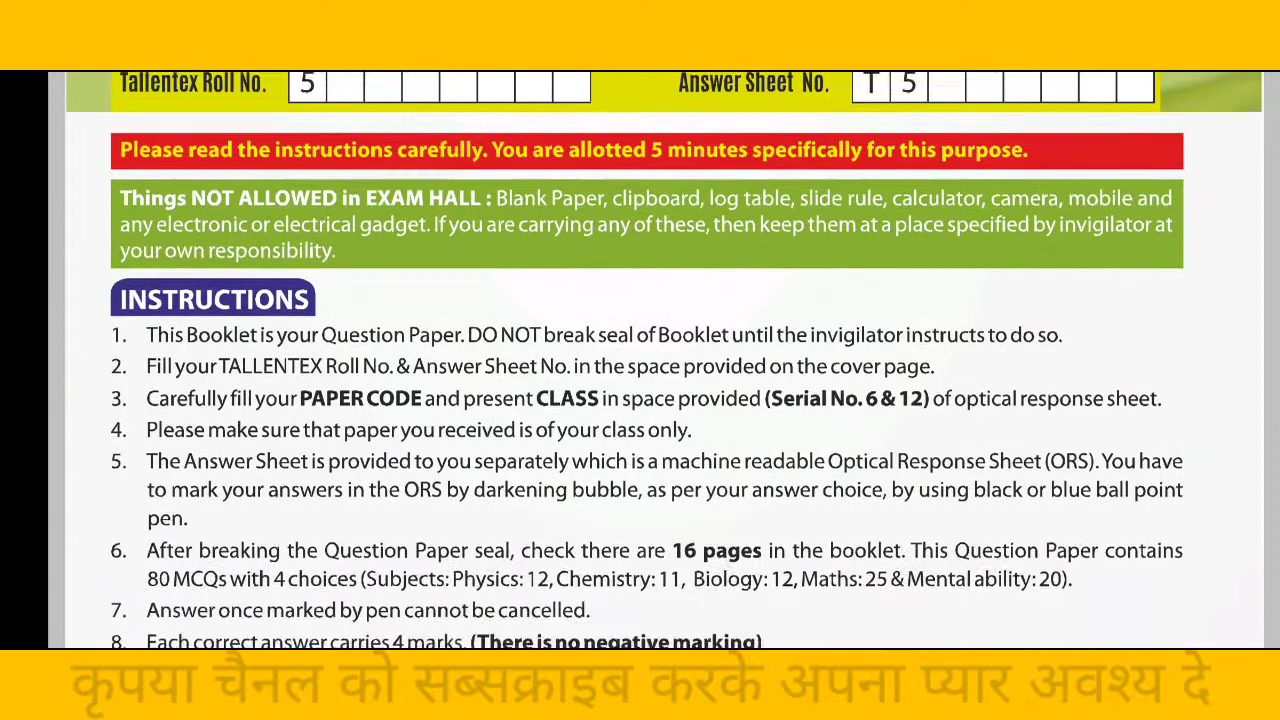 Tallentex Roll No. 5 Answer Sheet No. T 5
Please read the instructions carefully. You are allotted 5 minutes specifically for this purpose.
Things NOT ALLOWED in EXAM HALL : Blank Paper, clipboard, log table, slide rule, calculator, camera, mobile and
any electronic or electrical gadget. If you are carrying any of these, then keep them at a place specified by invigilator at
your own responsibility.
INSTRUCTIONS
1. This Booklet is your Question Paper. DO NOT break seal of Booklet until the invigilator instructs to do so.
2. Fill your TALLENTEX Roll No. & Answer Sheet No. in the space provided on the cover page.
3. Carefully fill your PAPER CODE and present CLASS in space provided (Serial No. 6 & 12) of optical response sheet.
4. Please make sure that paper you received is of your class only.
5. The Answer Sheet is provided to you separately which is a machine readable Optical Response Sheet (ORS). You have
to mark your answers in the ORS by darkening bubble, as per your answer choice, by using black or blue ball point
pen.
6. After breaking the Question Paper seal, check there are 16 pages in the booklet. This Question Paper contains
80 MCQs with 4 choices (Subjects: Physics: 12, Chemistry: 11, Biology: 12, Maths: 25 & Mental ability: 20).
7. Answer once marked by pen cannot be cancelled.
8. Each correct answer carries 4 marks. (There is no negative marking)
कृपया चैनल को सब्सक्राइब करके अपना प्यार अवश्य दे